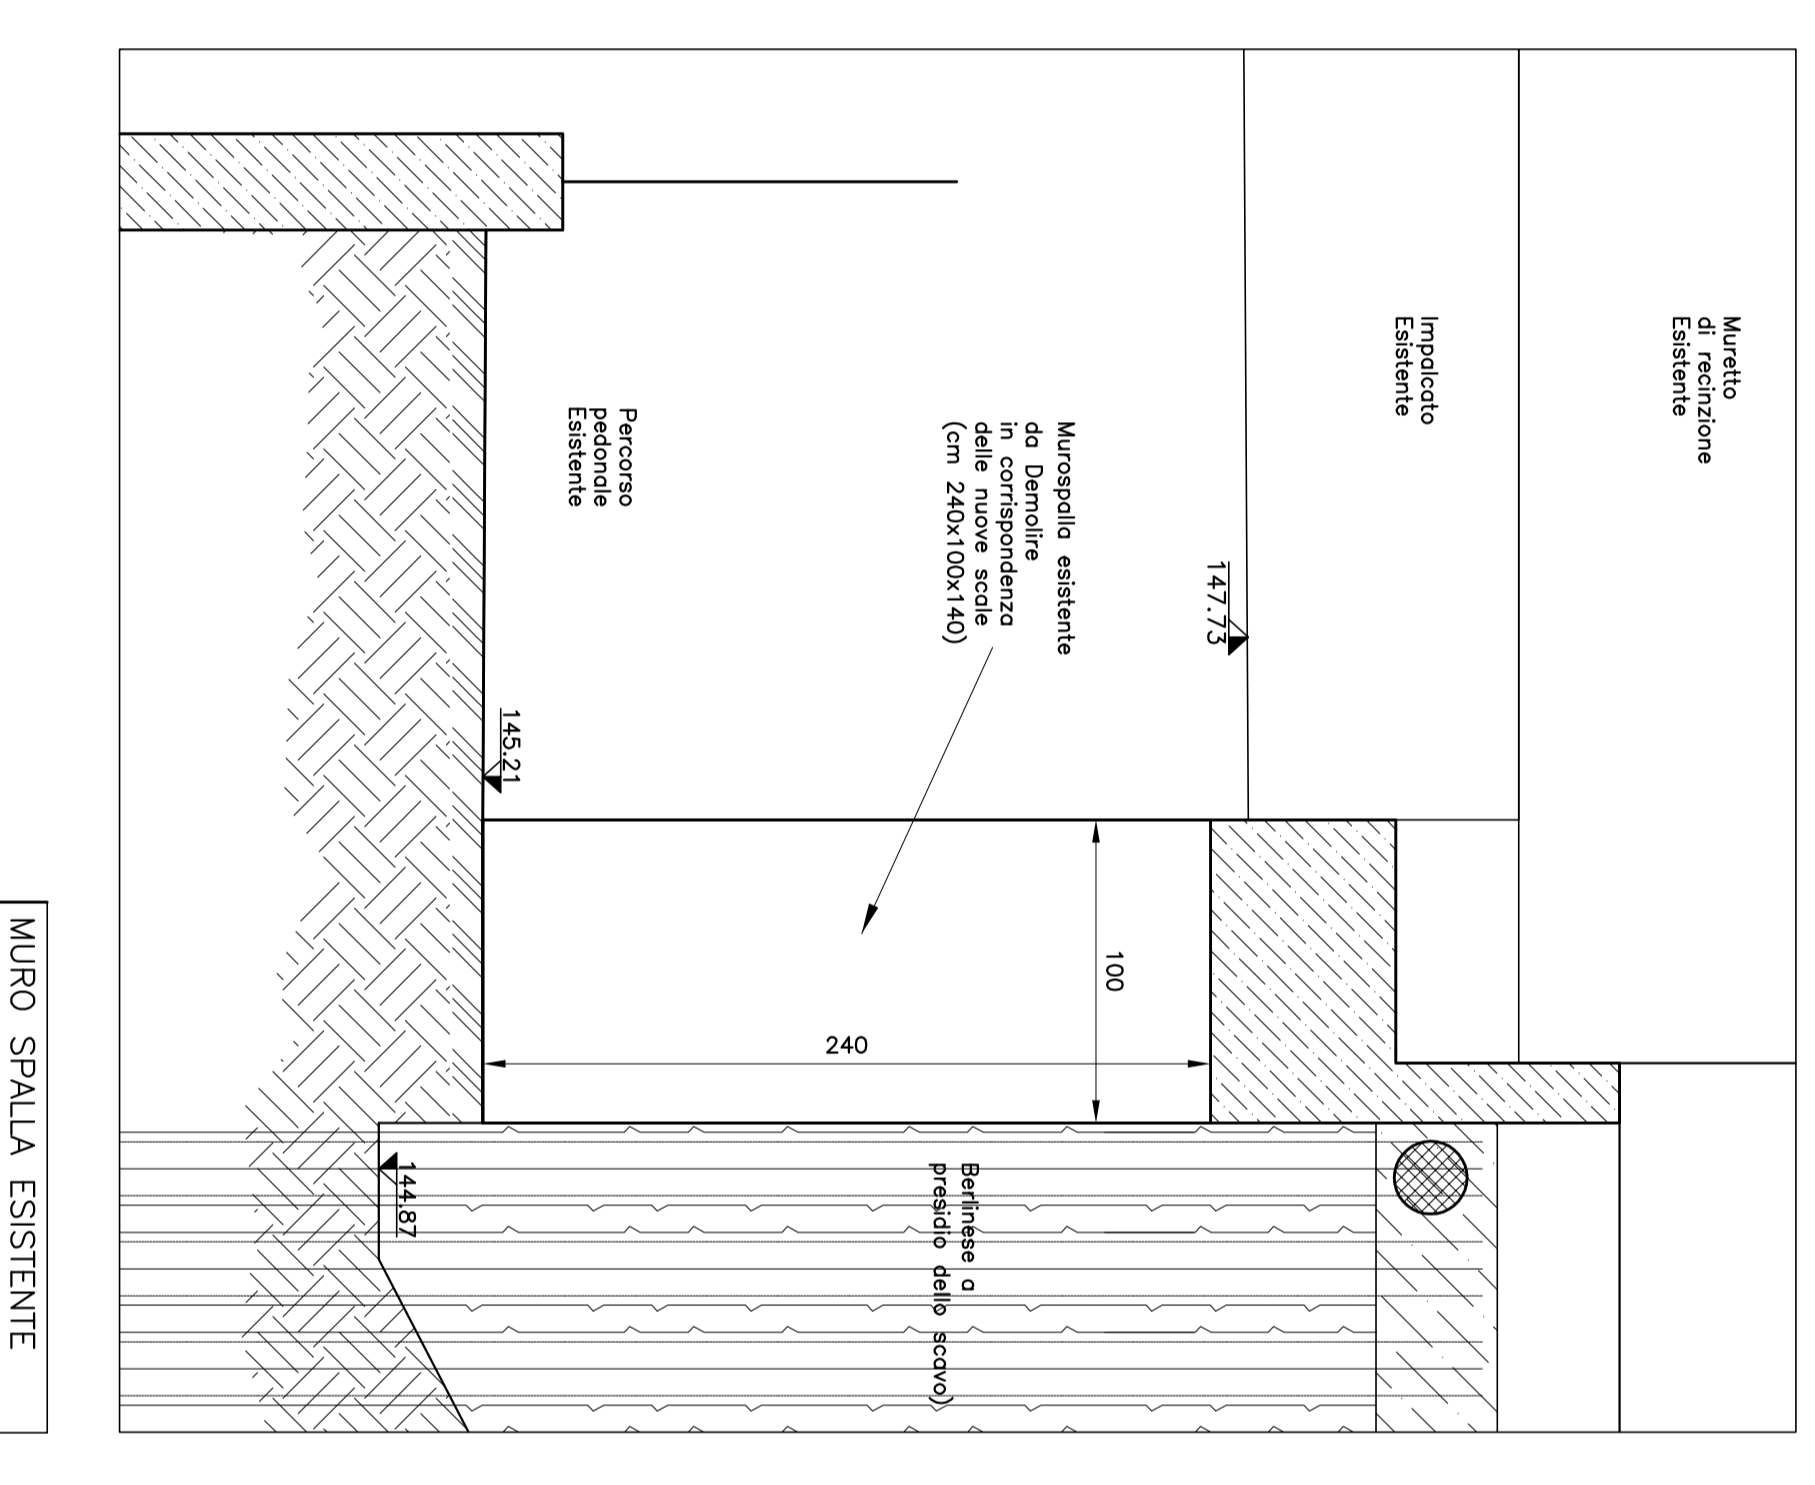 Muretto
di recinzione
Esistente
Impalcato
Esistente
147.73
Murospalla esistente
da Demolire
in corrispondenza
delle nuove scale
(cm 240x100x140)
Percorso
pedonale
Esistente
145.21
100
240
Berlinese a
presidio dello scavo)
144.87
MURO SPALLA ESISTENTE